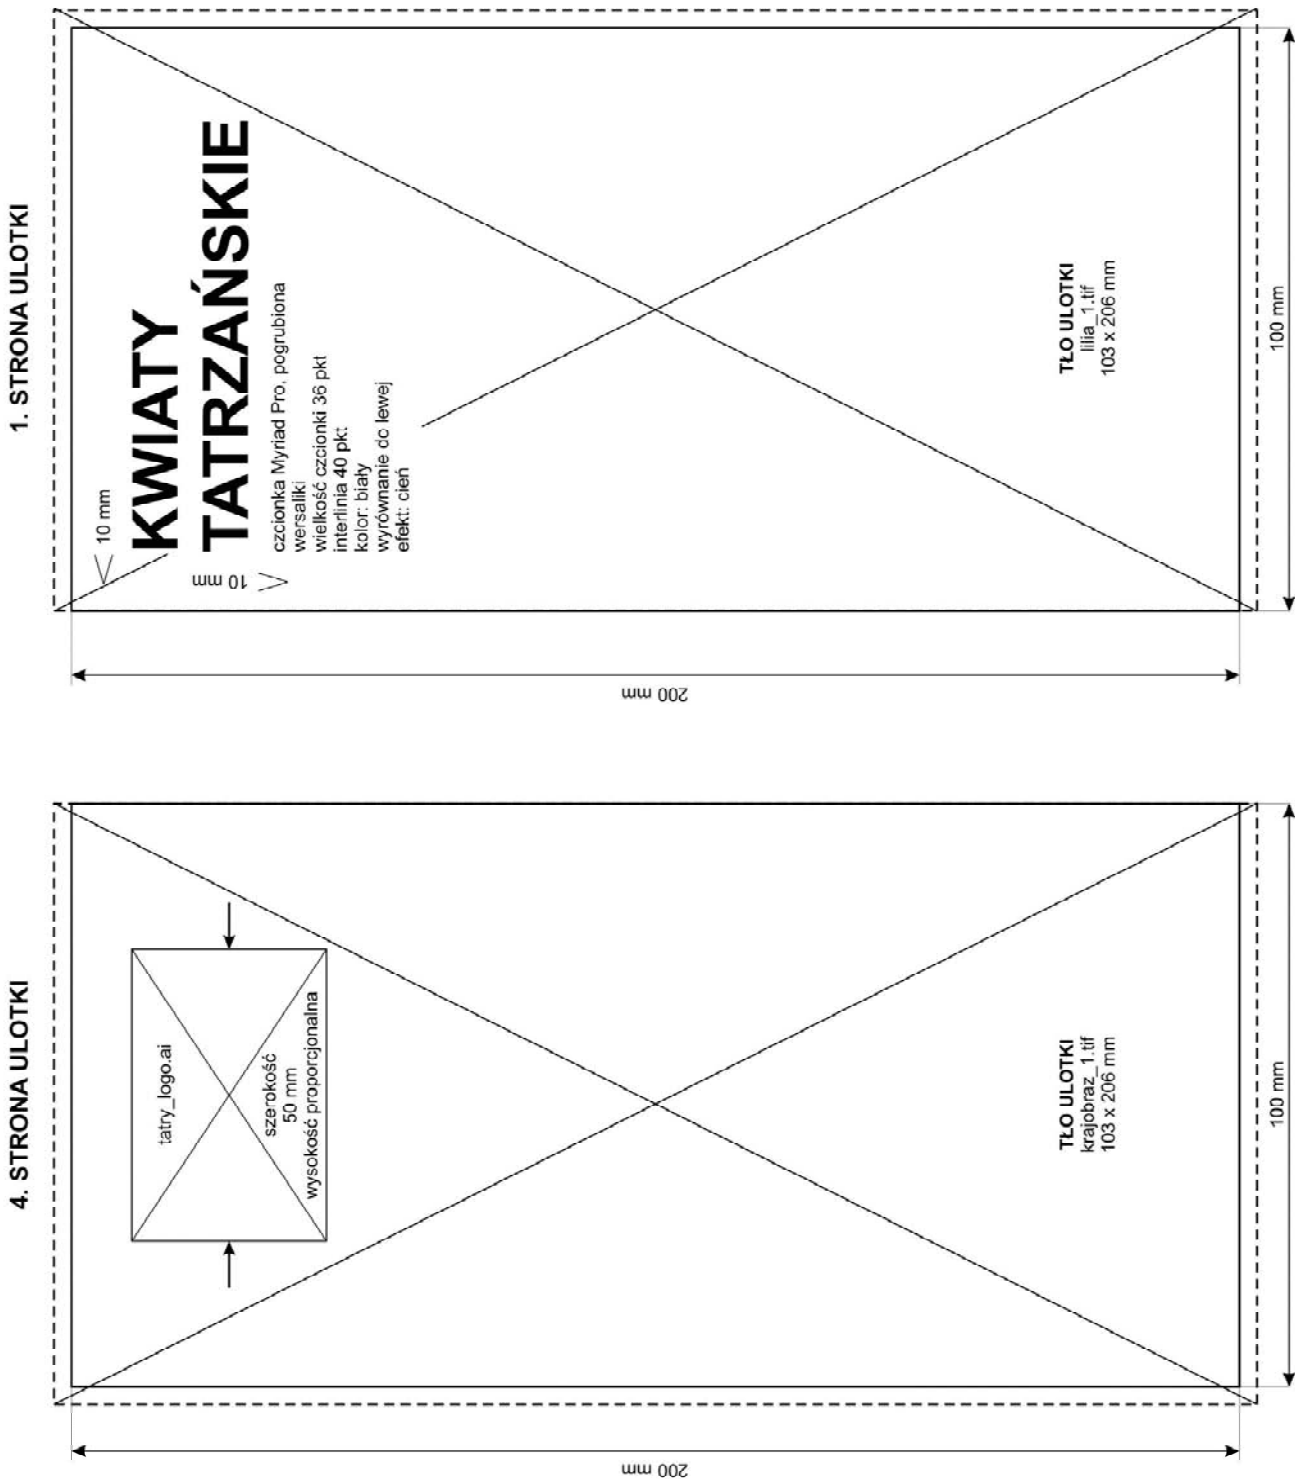 4. STRONA ULOTKI
tatry_logo.ai
szerokość
50 mm
wysokość proporcjonalna
TŁO ULOTKI
krajobraz_1.tif
103 x 206 mm
200 mm
100 mm
1. STRONA ULOTKI
10 mm
10 mm
KWIATY
TATRZAŃSKIE
czcionka Myriad Pro, pogrubiona
wersaliki
wielkość czcionki 36 pkt
interlinia 40 pkt
kolor: biały
wyrównanie do lewej
efekt: cień
TŁO ULOTKI
lilia_1.tif
103 x 206 mm
200 mm
100 mm